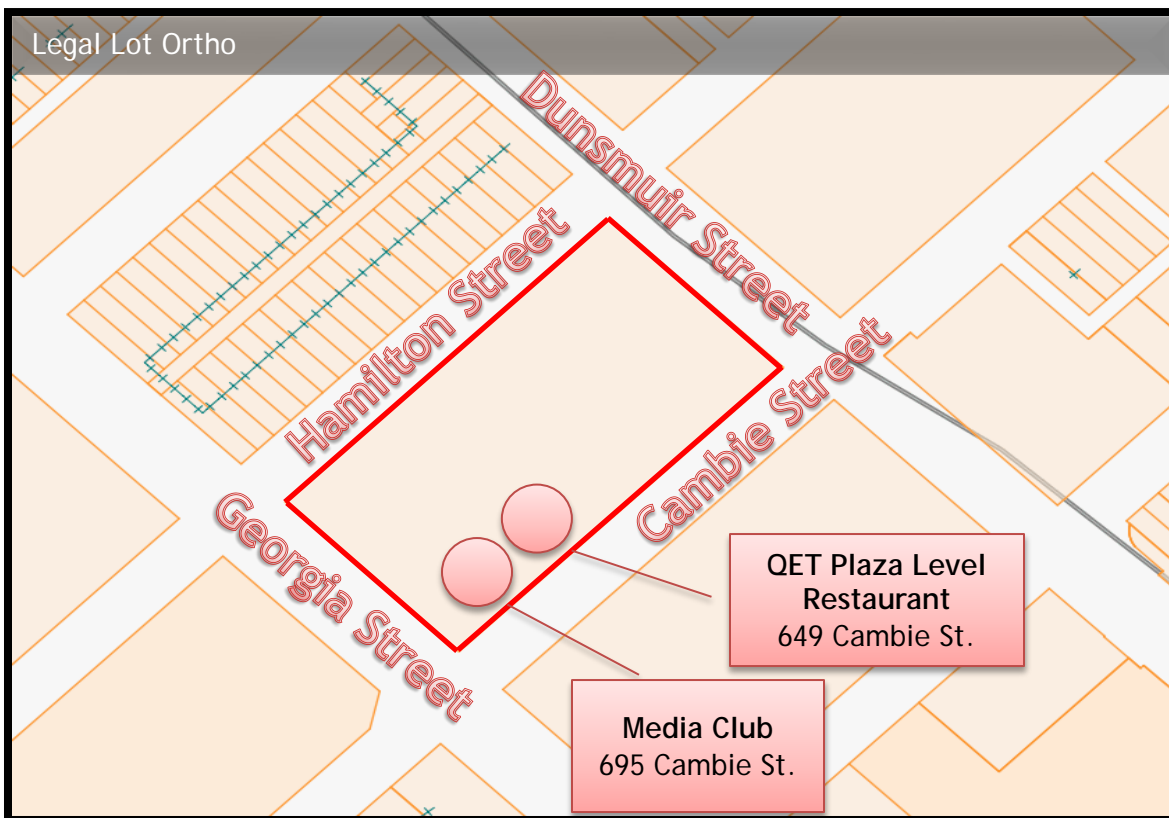 Legal Lot Ortho
Dunsmuir Street
Hamilton Street
Cambie Street
Georgia Street
QET Plaza Level
Restaurant
649 Cambie St.
Media Club
695 Cambie St.